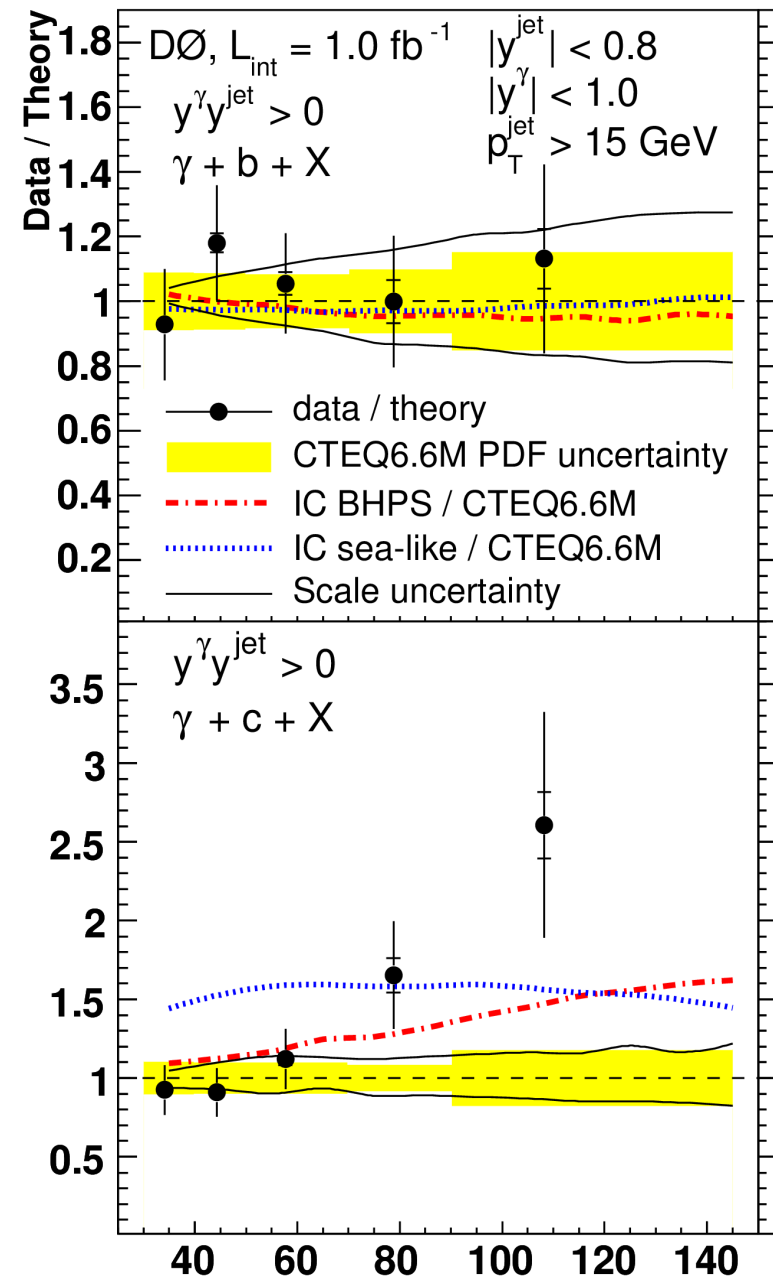 Data / Theory
1.8
1.6
1.4
1.2
1
0.8
0.6
0.4
0.2
DØ, L_int = 1.0 fb^-1
|y^jet| < 0.8
y^γ y^jet > 0
|y^γ| < 1.0
γ + b + X
p_T^jet > 15 GeV
data / theory
CTEQ6.6M PDF uncertainty
IC BHPS / CTEQ6.6M
IC sea-like / CTEQ6.6M
Scale uncertainty
y^γ y^jet > 0
γ + c + X
3.5
3
2.5
2
1.5
1
0.5
40 60 80 100 120 140